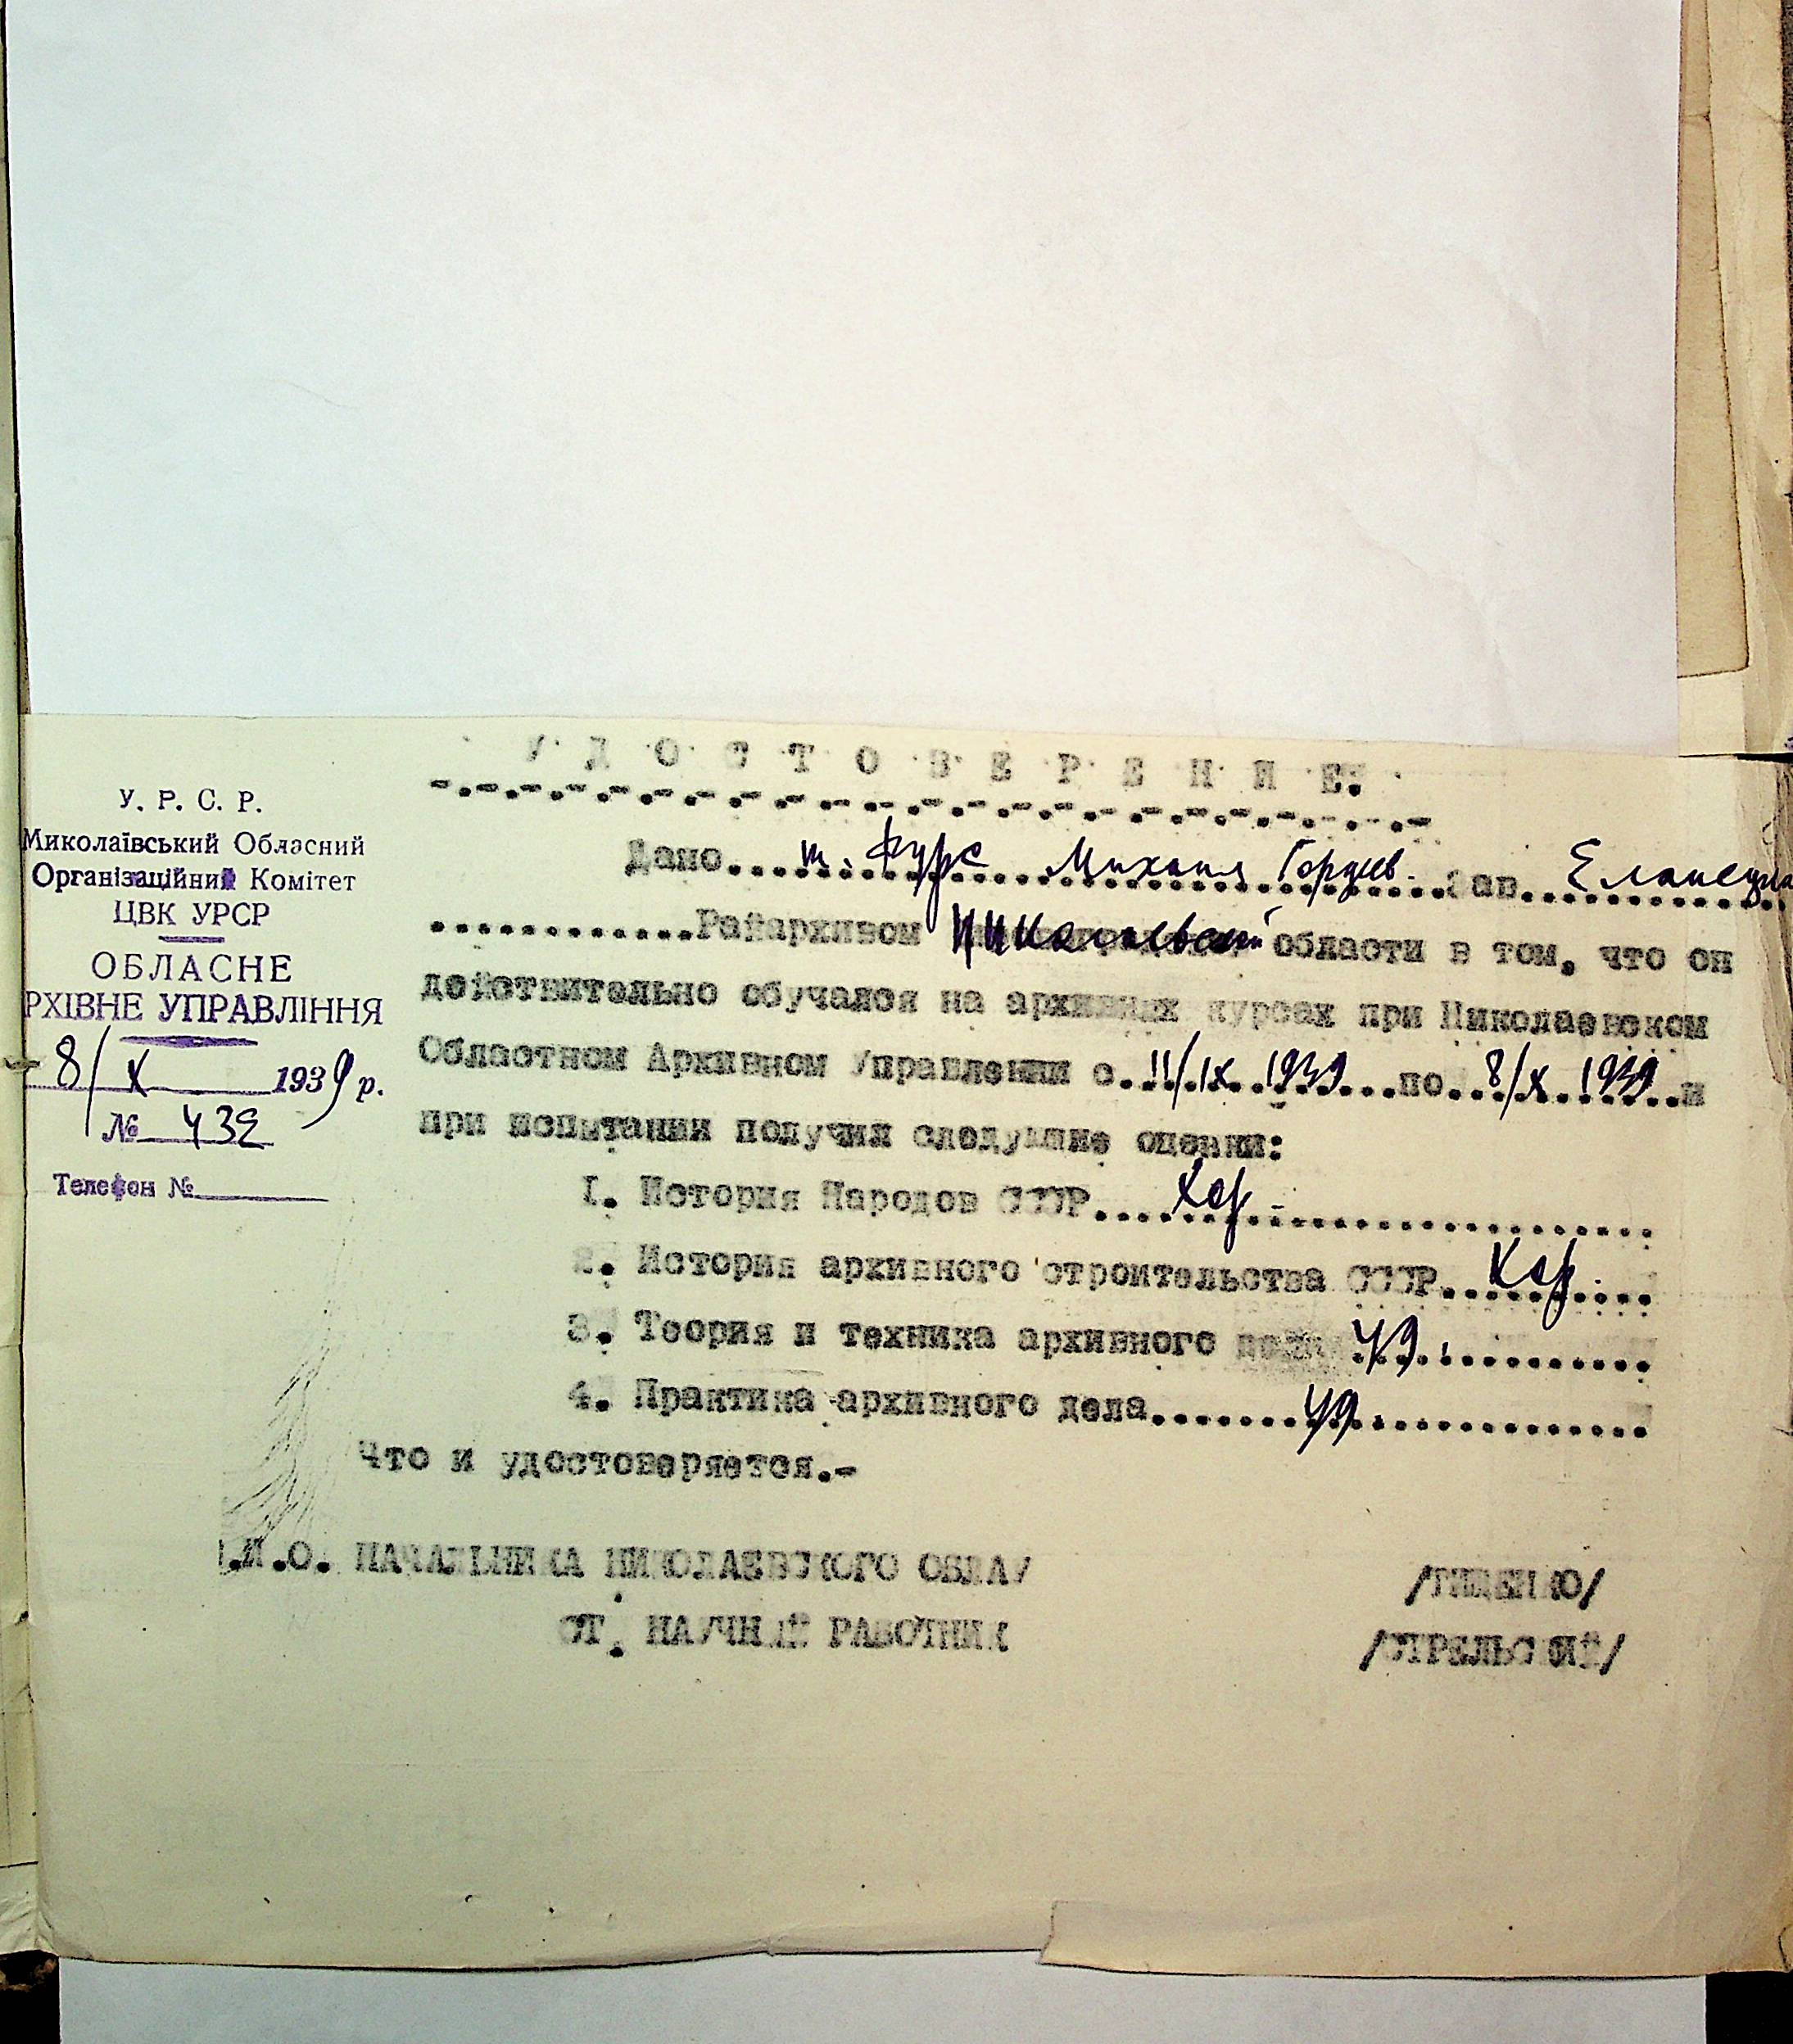 У. Р. С. Р.
Миколаївський Обласний
Організаційний Комітет
ЦВК УРСР
ОБЛАСНЕ
РХІВНЕ УПРАВЛІННЯ
8/X 1939 р.
№ 432
Телефон №
УДОСТОВЕРЕНИЕ:
Дано...т. Фурс Михаил Гордеев. Зав...Еланецким
Райархивом Николаевской области в том, что он
действительно обучался на архивных курсах при Николаевском
Областном Архивном Управлении с..11/IX.1939...по..8/X.1939..и
при испытании получил следующие оценки:
I. История Народов СССР....Хор.
2. История архивного строительства СССР..Хор.
3. Теория и техника архивного дела УД.
4. Практика архивного дела.......УД.
Что и удостоверяется.-
.И.О. НАЧАЛЬНИКА НИКОЛАЕВСКОГО ОБЛАУ /ТИЩЕНКО/
СТ. НАУЧНЫЙ РАБОТНИК /СТРЕЛЬСКИЙ/